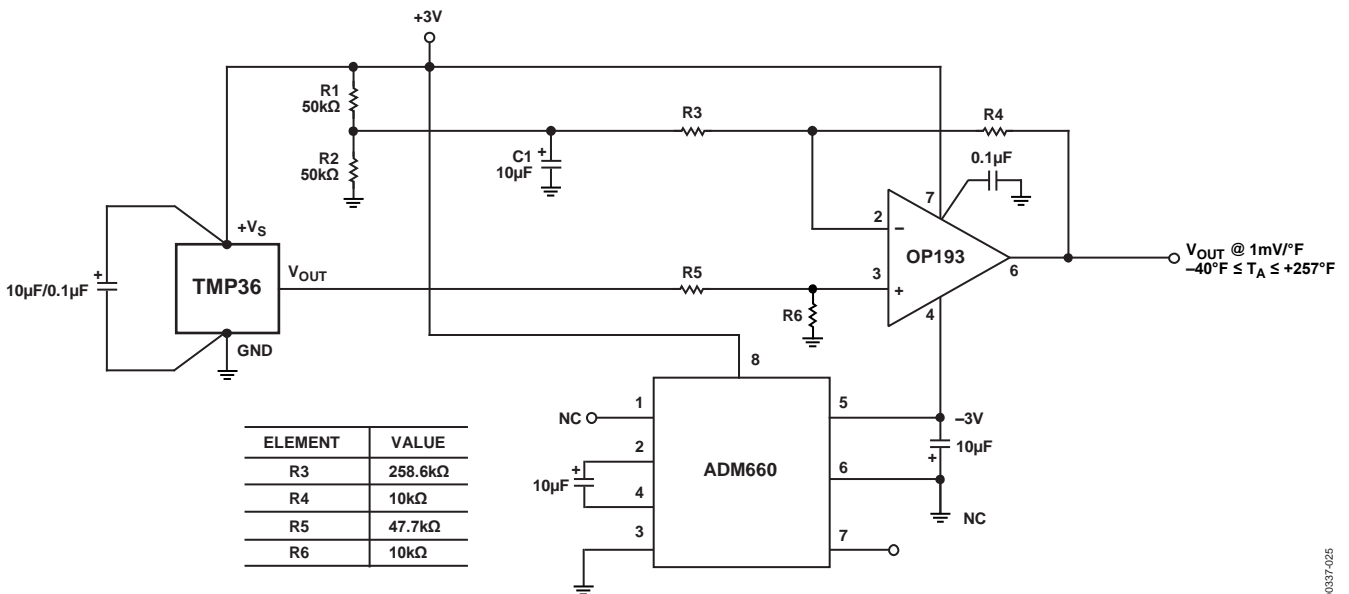 +3V
R1
50kΩ
R2
50kΩ
C1
10µF
+
R3
R4
0.1µF
+VS
10µF/0.1µF
+
TMP36
VOUT
GND
R5
R6
2
–
3
+
7
OP193
6
4
VOUT @ 1mV/°F
–40°F ≤ TA ≤ +257°F
8
NC
1
2
10µF
+
4
3
ADM660
5
–3V
10µF
+
6
NC
7
ELEMENT VALUE
R3 258.6kΩ
R4 10kΩ
R5 47.7kΩ
R6 10kΩ